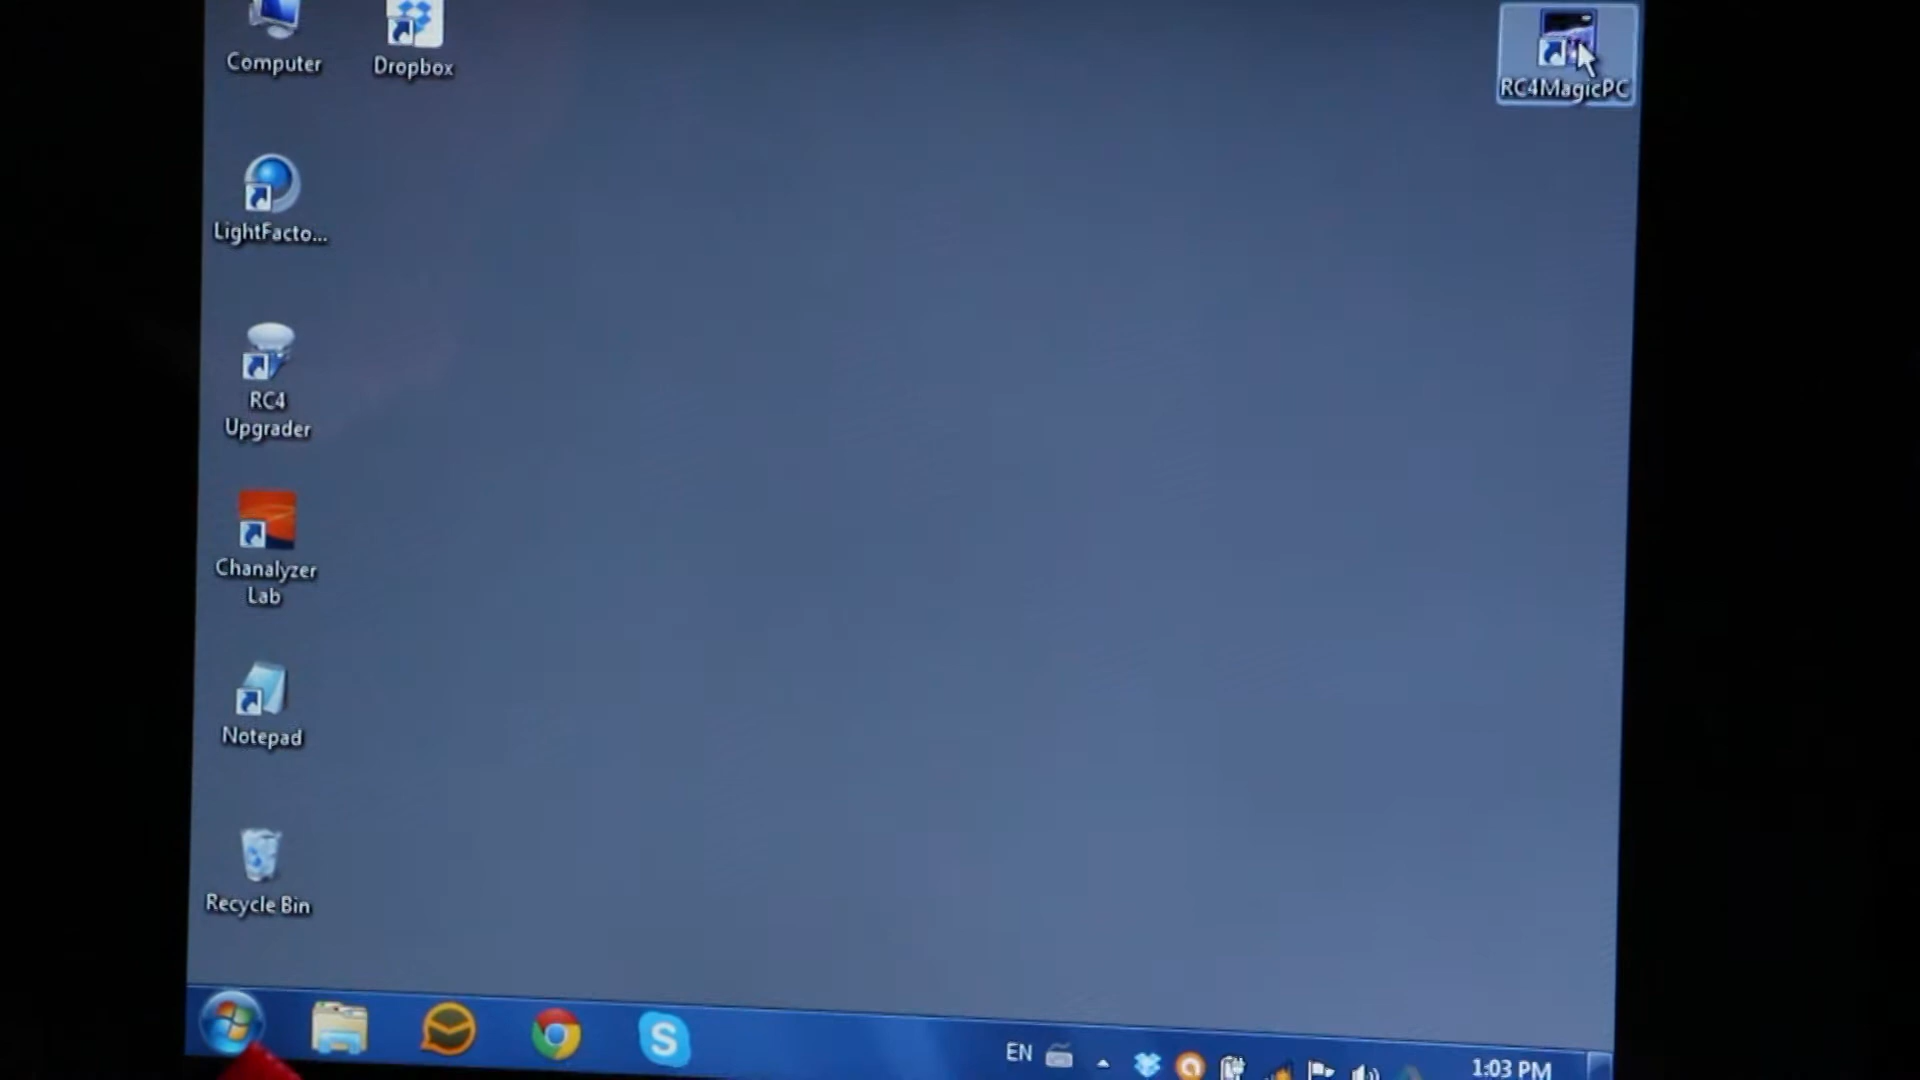 Computer
Dropbox
RC4MagicPC
LightFacto...
RC4
Upgrader
Chanalyzer
Lab
Notepad
Recycle Bin
S
EN
1:03 PM